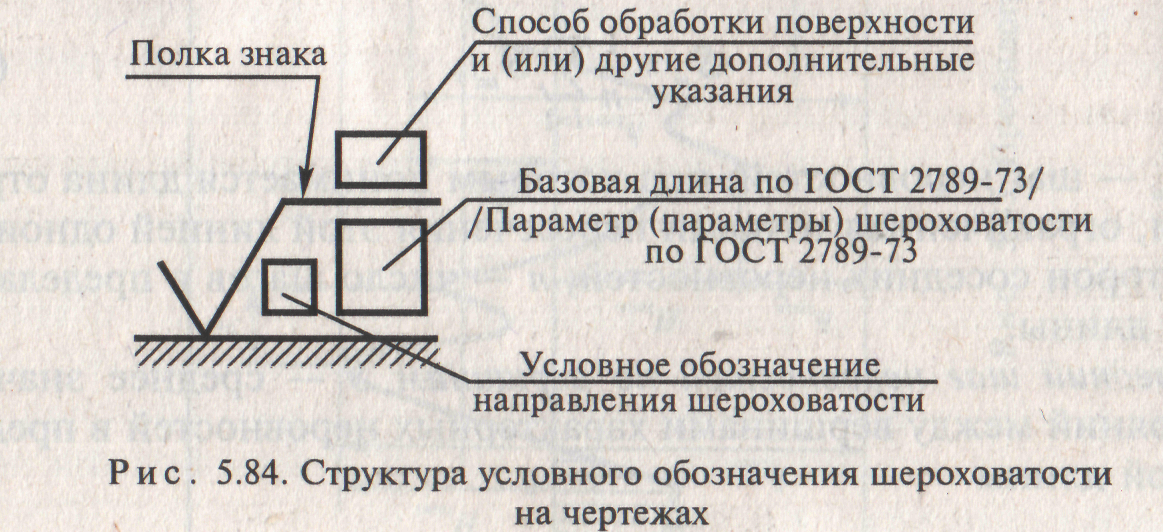 Полка знака
Способ обработки поверхности
и (или) другие дополнительные
указания
Базовая длина по ГОСТ 2789-73/
/Параметр (параметры) шероховатости
по ГОСТ 2789-73
Условное обозначение
направления шероховатости
Рис. 5.84. Структура условного обозначения шероховатости
на чертежах